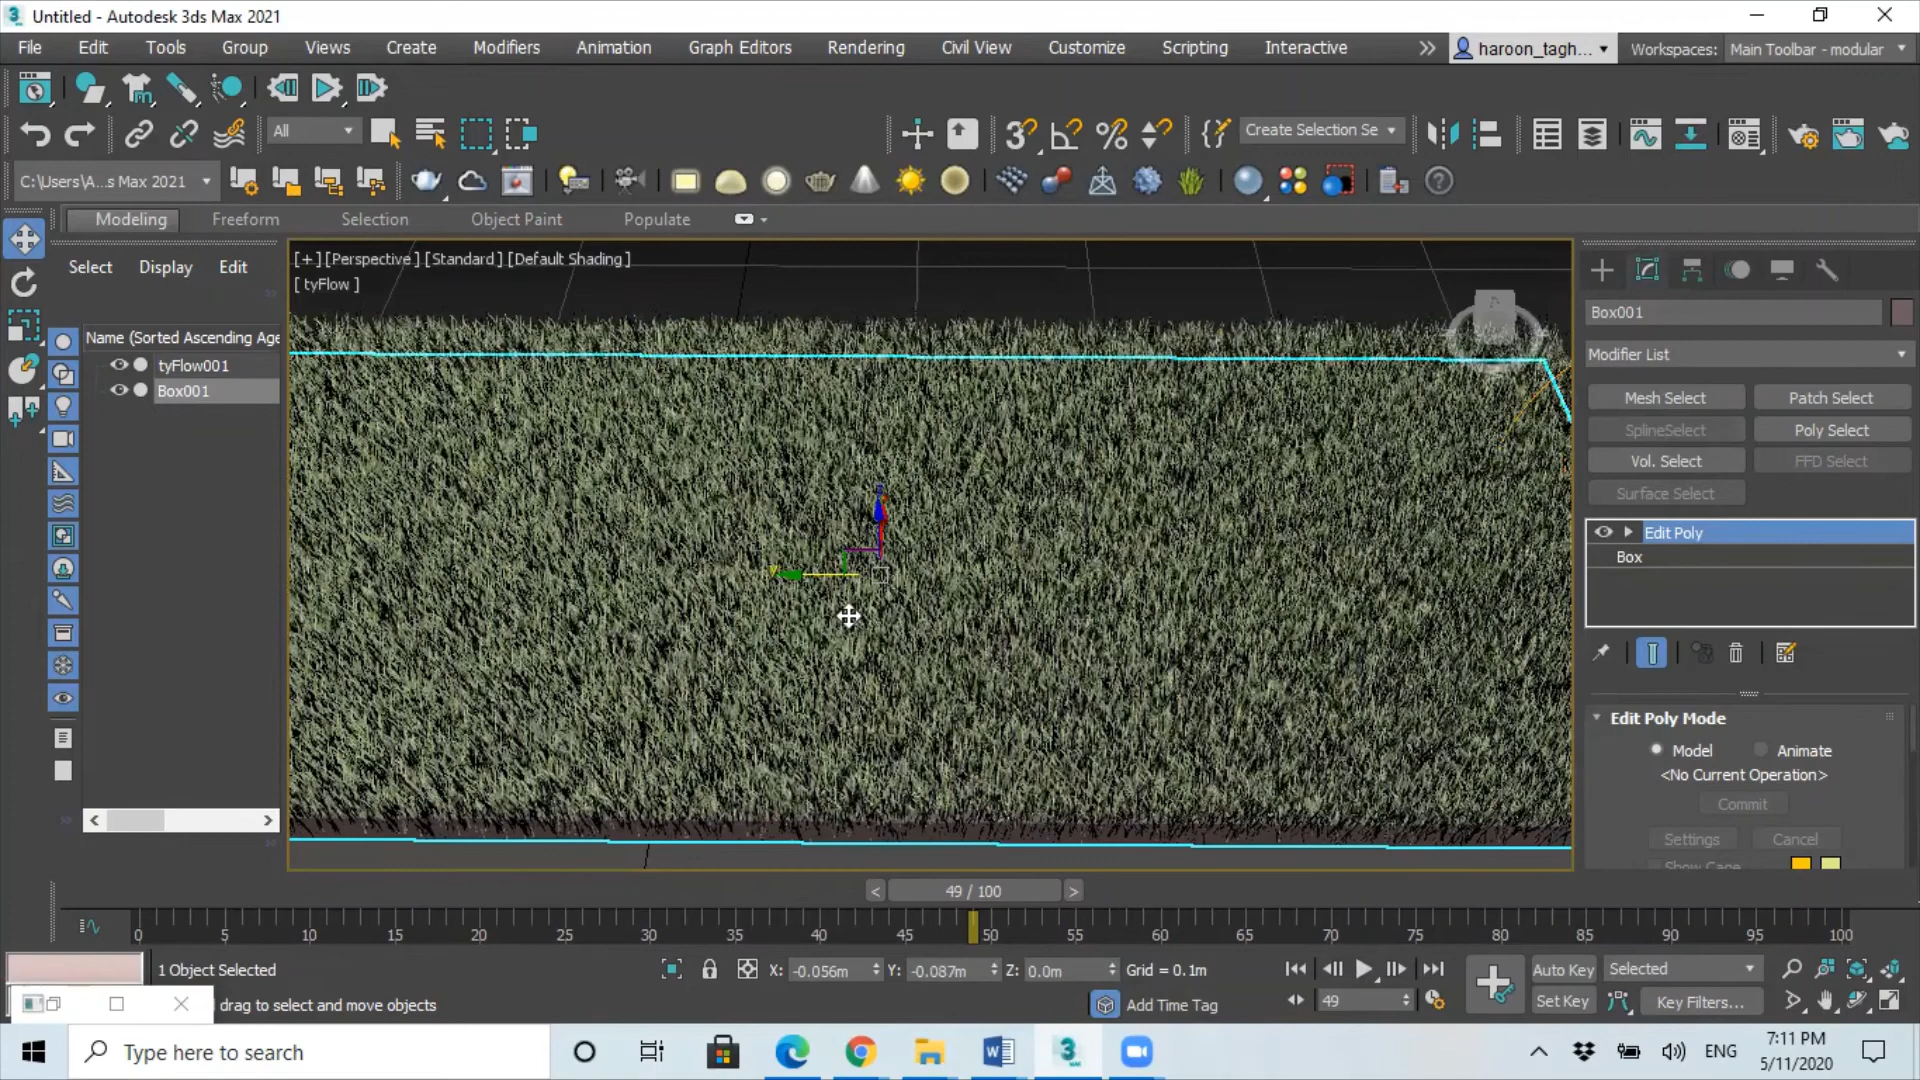 Untitled - Autodesk 3ds Max 2021
File Edit Tools Group Views Create Modifiers Animation Graph Editors Rendering Civil View Customize Scripting Interactive
haroon_tagh...
Workspaces: Main Toolbar - modular
All
Create Selection Se
C:\Users\A...s Max 2021
Modeling Freeform Selection Object Paint Populate
Select Display Edit
[+] [Perspective] [Standard] [Default Shading]
[ tyFlow ]
Name (Sorted Ascending Age
tyFlow001
Box001
Box001
Modifier List
Mesh Select Patch Select
SplineSelect Poly Select
Vol. Select FFD Select
Surface Select
Edit Poly
Box
Edit Poly Mode
Model Animate
<No Current Operation>
Commit
Settings Cancel
Show Cage
< 49 / 100 >
0 5 10 15 20 25 30 35 40 45 50 55 60 65 70 75 80 85 90 95 100
1 Object Selected
X: -0.056m Y: -0.087m Z: 0.0m Grid = 0.1m
Auto Key Selected
drag to select and move objects
Add Time Tag
49
Set Key Key Filters...
Type here to search
ENG
7:11 PM
5/11/2020